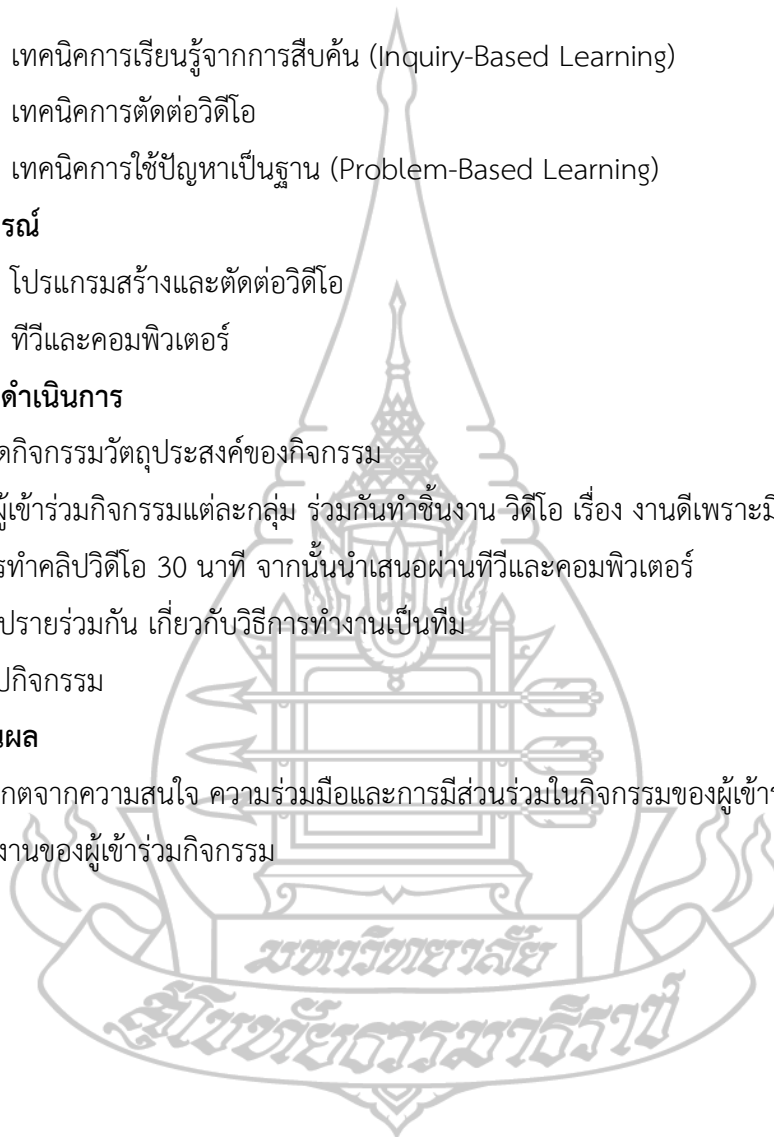 เทคนิคการเรียนรู้จากการสืบค้น (Inquiry-Based Learning)
เทคนิคการตัดต่อวิดีโอ
เทคนิคการใช้ปัญหาเป็นฐาน (Problem-Based Learning)
รณ์
โปรแกรมสร้างและตัดต่อวิดีโอ
ทีวีและคอมพิวเตอร์
ดำเนินการ
ดกิจกรรมวัตถุประสงค์ของกิจกรรม
ผู้เข้าร่วมกิจกรรมแต่ละกลุ่ม ร่วมกันทำชิ้นงาน วิดีโอ เรื่อง งานดีเพราะมี
รทำคลิปวิดีโอ 30 นาที จากนั้นนำเสนอผ่านทีวีและคอมพิวเตอร์
ปรายร่วมกัน เกี่ยวกับวิธีการทำงานเป็นทีม
ปกิจกรรม
นผล
เกตจากความสนใจ ความร่วมมือและการมีส่วนร่วมในกิจกรรมของผู้เข้าร
งานของผู้เข้าร่วมกิจกรรม
มหาวิทยาลัย
สุโขทัยธรรมาธิราช